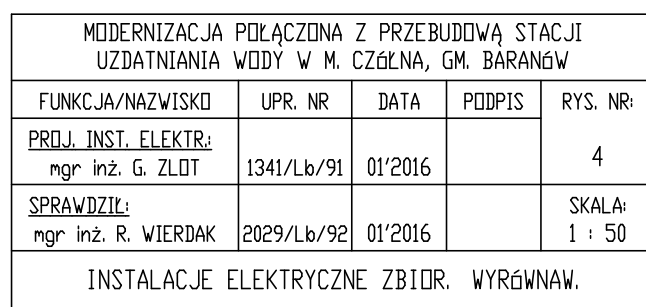 MODERNIZACJA POŁĄCZONA Z PRZEBUDOWĄ STACJI
UZDATNIANIA WODY W M. CZóŁNA, GM. BARANóW
FUNKCJA/NAZWISKO UPR. NR DATA PODPIS RYS. NR:
PROJ. INST. ELEKTR.:
mgr inż. G. ZLOT 1341/Lb/91 01'2016 4
SPRAWDZIŁ: SKALA:
mgr inż. R. WIERDAK 2029/Lb/92 01'2016 1 : 50
INSTALACJE ELEKTRYCZNE ZBIOR. WYRóWNAW.